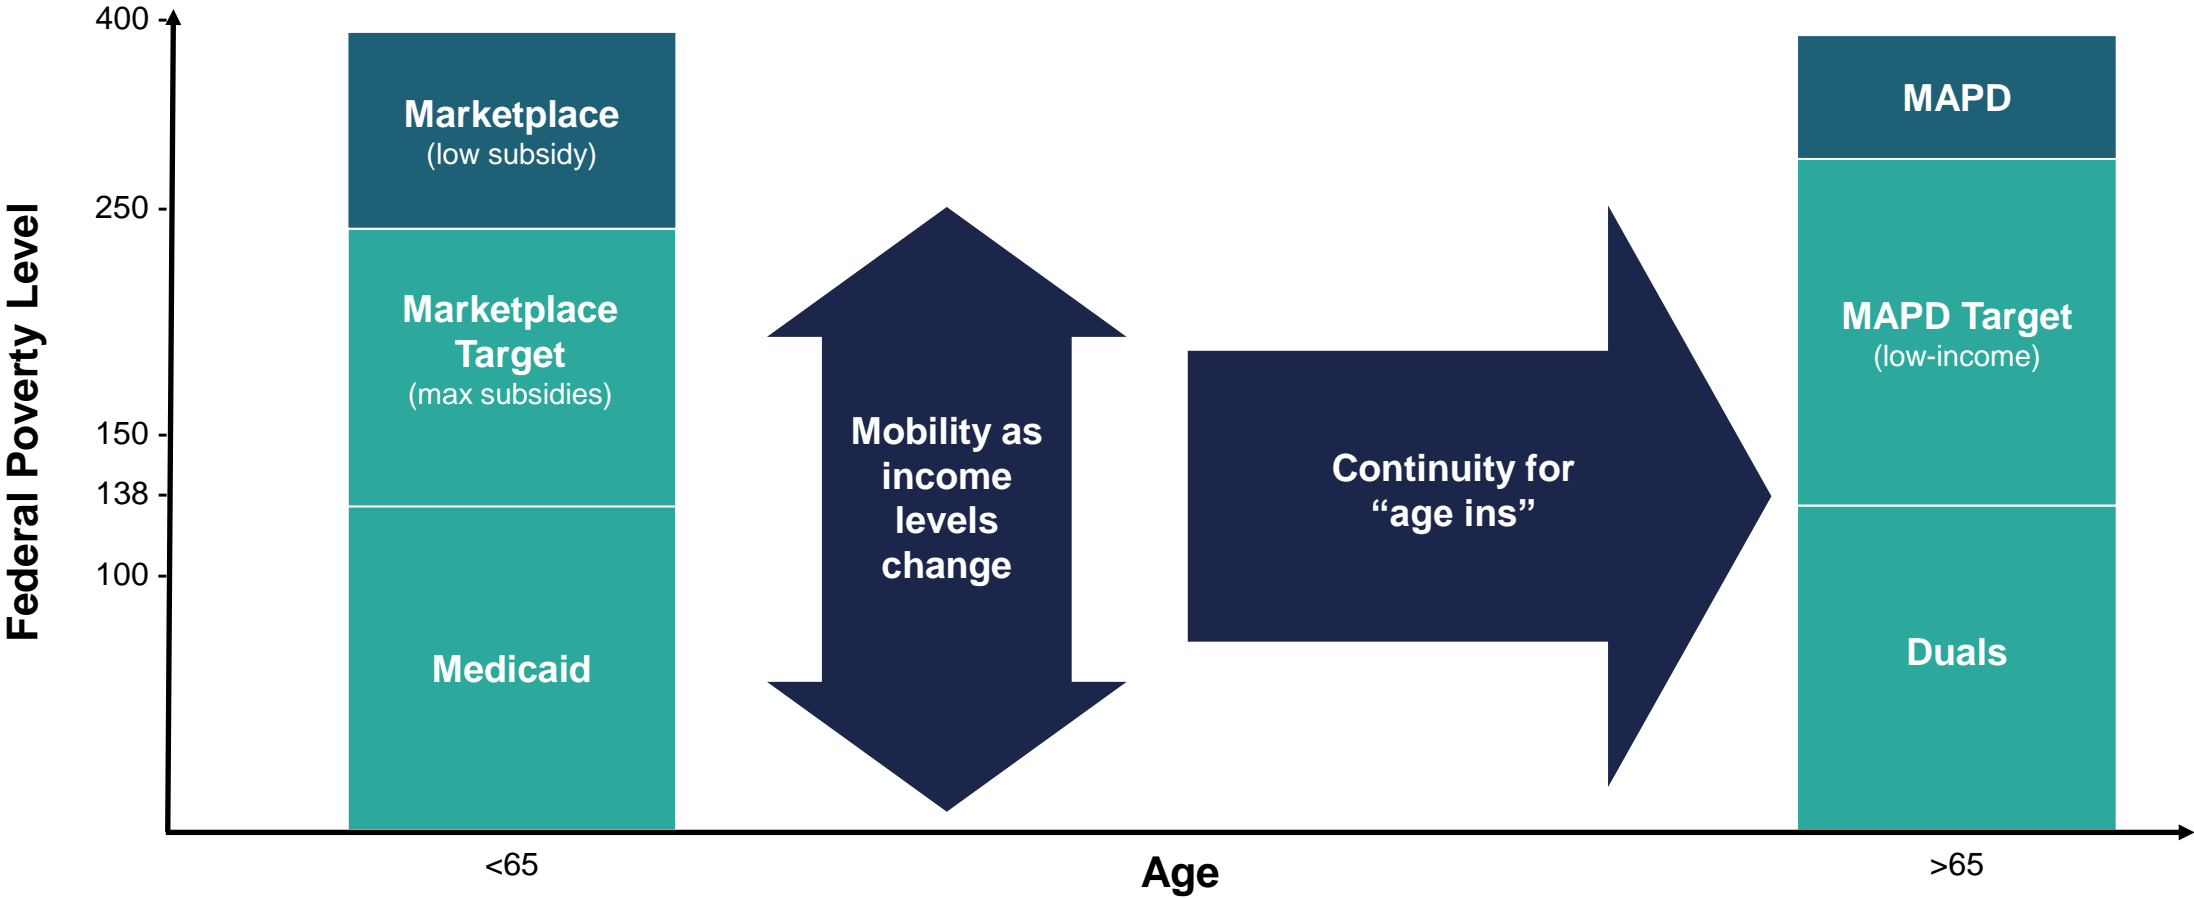 Federal Poverty Level
400 -
250 -
150 -
138 -
100 -
Marketplace
(low subsidy)
Marketplace
Target
(max subsidies)
Medicaid
Mobility as
income
levels
change
Continuity for
“age ins”
MAPD
MAPD Target
(low-income)
Duals
<65
Age
>65